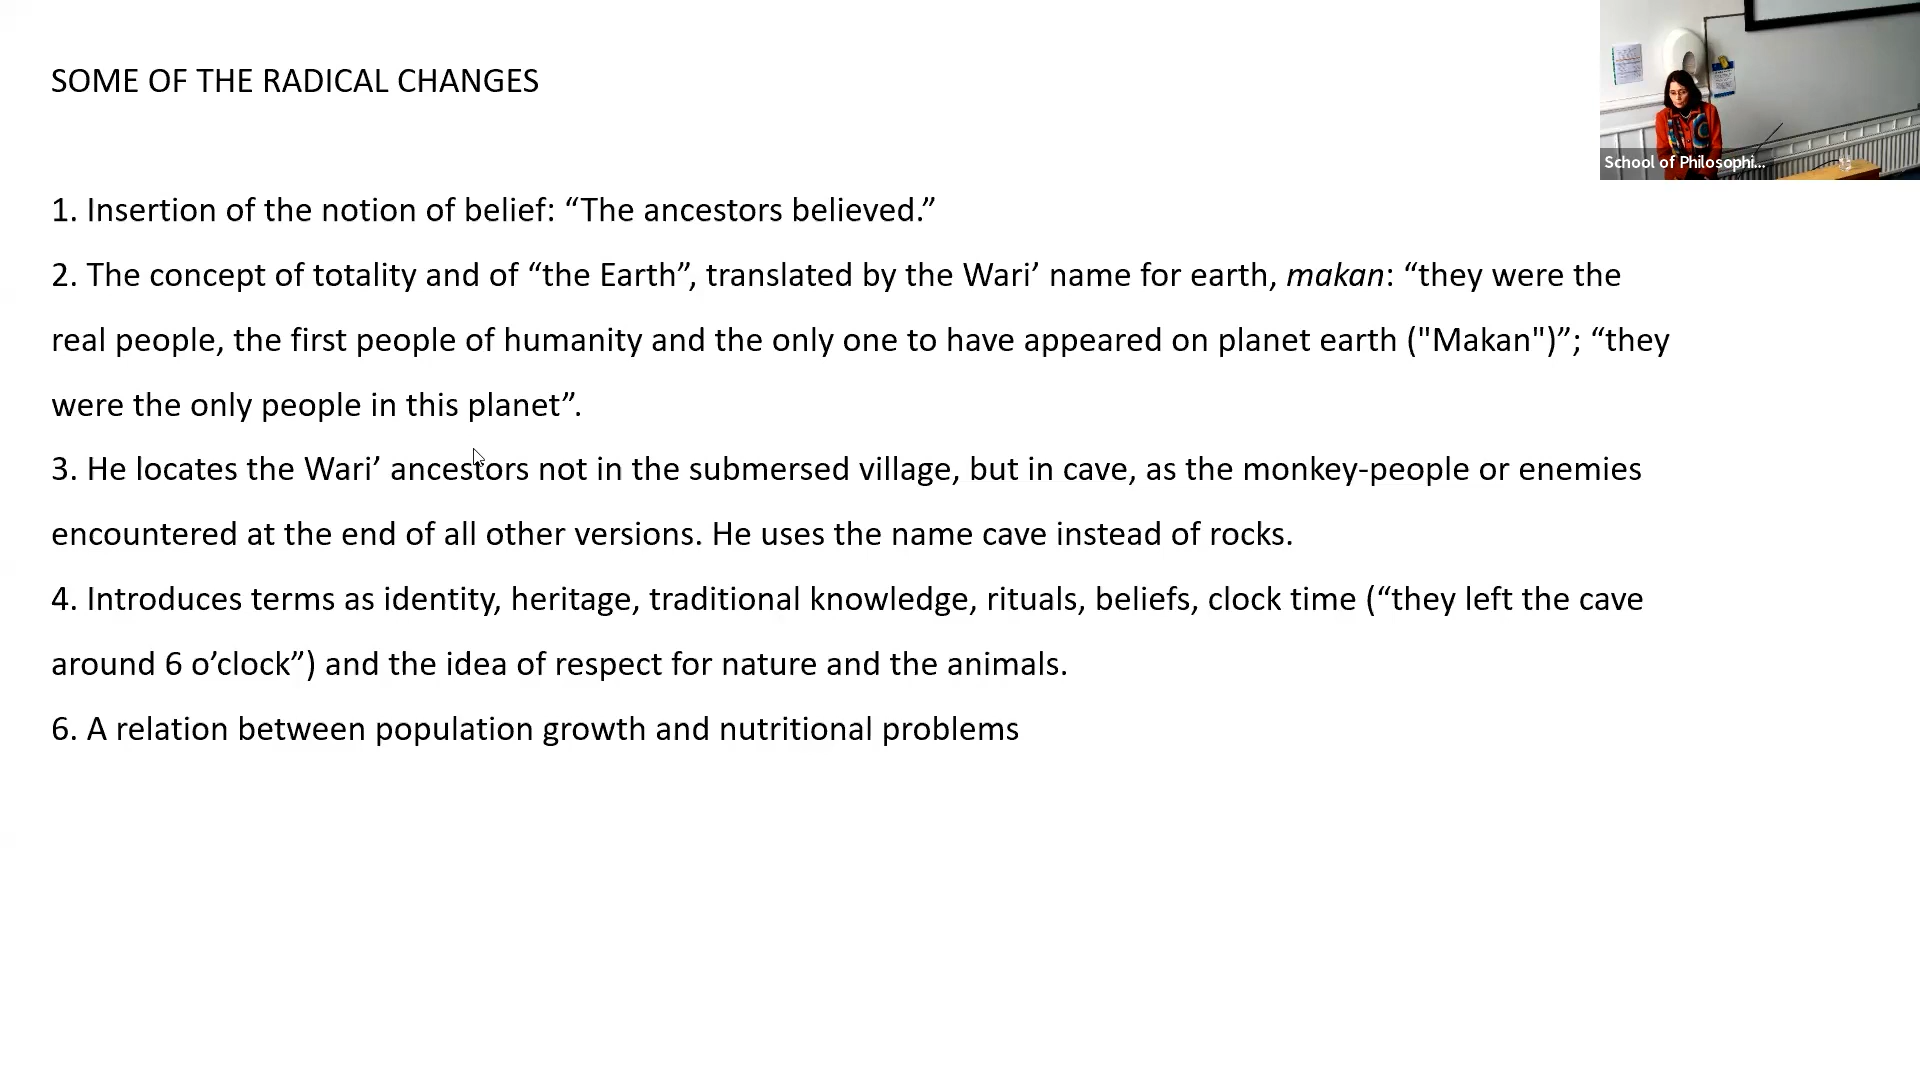 SOME OF THE RADICAL CHANGES
School of Philosophi...
1. Insertion of the notion of belief: “The ancestors believed.”
2. The concept of totality and of “the Earth”, translated by the Wari’ name for earth, makan: “they were the
real people, the first people of humanity and the only one to have appeared on planet earth ("Makan")”; “they
were the only people in this planet”.
3. He locates the Wari’ ancestors not in the submersed village, but in cave, as the monkey-people or enemies
encountered at the end of all other versions. He uses the name cave instead of rocks.
4. Introduces terms as identity, heritage, traditional knowledge, rituals, beliefs, clock time (“they left the cave
around 6 o’clock”) and the idea of respect for nature and the animals.
6. A relation between population growth and nutritional problems